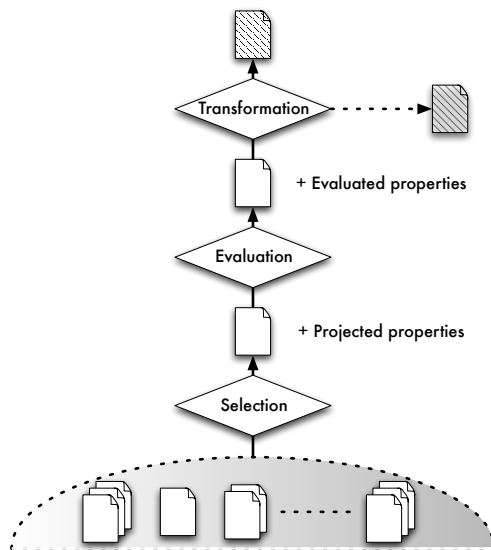 Transformation
+ Evaluated properties
Evaluation
+ Projected properties
Selection